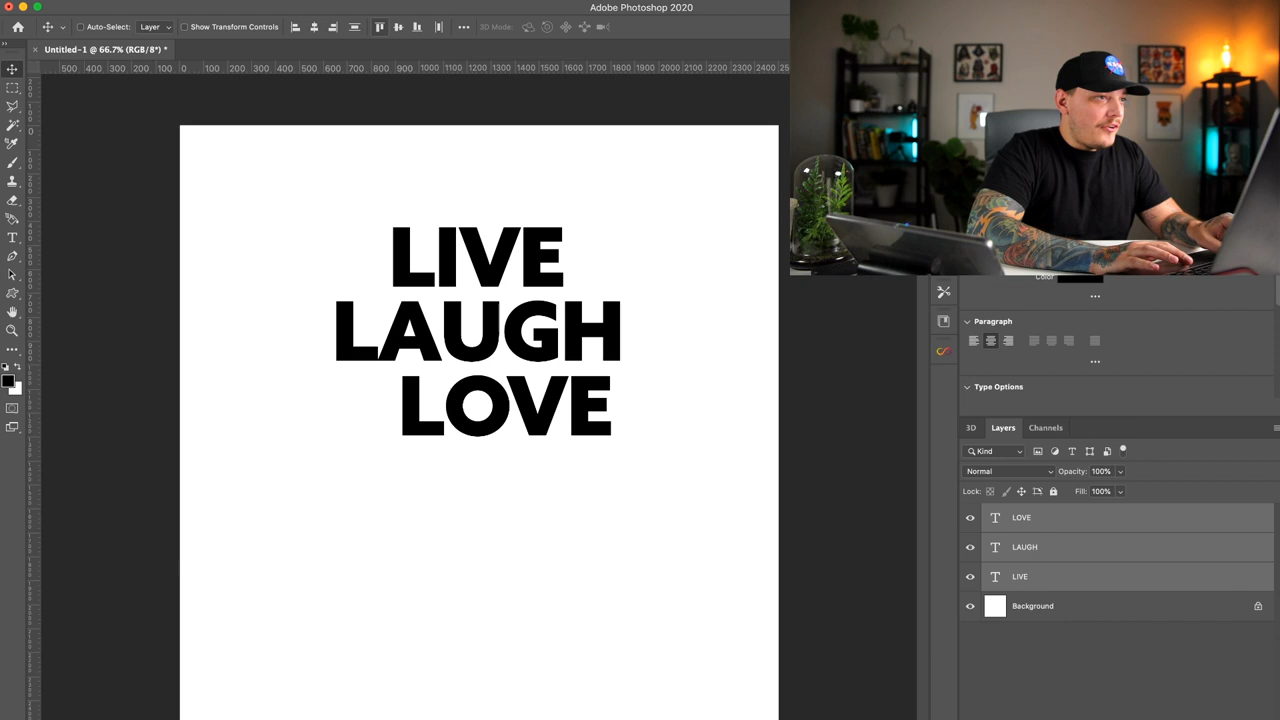 Adobe Photoshop 2020
Auto-Select: Layer Show Transform Controls 3D Mode:
Untitled-1 @ 66.7% (RGB/8*) *
500 400 300 200 100 0 100 200 300 400 500 600 700 800 900 1000 1100 1200 1300 1400 1500 1600 1700 1800 1900 2000 2100 2200 2300 2400
LIVE
LAUGH
LOVE
NASA
Color
Paragraph
Type Options
3D Layers Channels
Kind
Normal Opacity: 100%
Lock: Fill: 100%
T LOVE
T LAUGH
T LIVE
Background